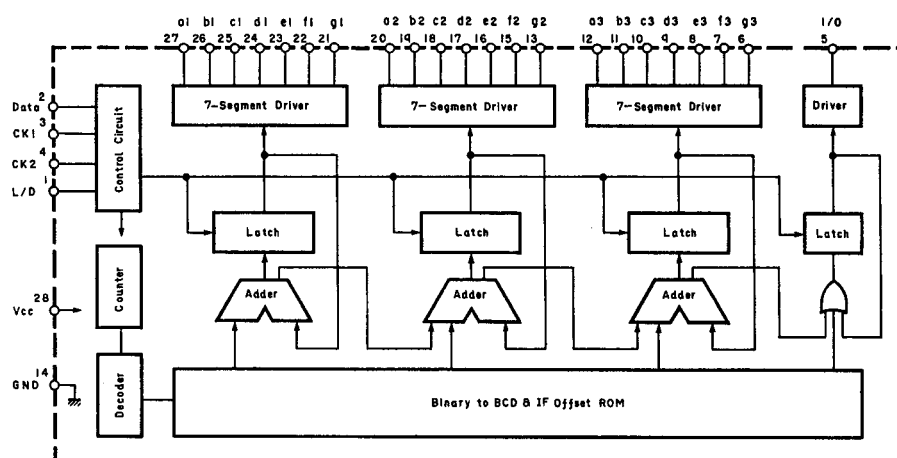 a1 b1 c1 d1 e1 f1 g1 a2 b2 c2 d2 e2 f2 g2 a3 b3 c3 d3 e3 f3 g3 I/O
27 26 25 24 23 22 21 20 19 18 17 16 15 13 12 11 10 9 8 7 6 5
7-Segment Driver 7-Segment Driver 7-Segment Driver Driver
Data 2
CK1 3
CK2 4
L/D 1
Control Circuit
Latch Latch Latch Latch
Counter
Adder Adder Adder
Vcc 28
GND 14
Decoder
Binary to BCD & IF Offset ROM